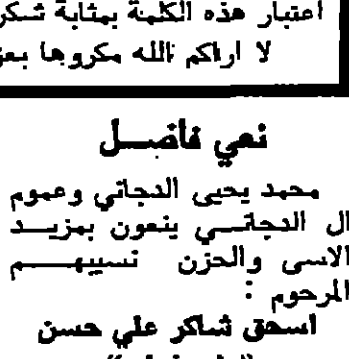 اعتبار هذه الكلمة بمثابة شكر
لا اراكم الله مكروها بعز
نعي فاضل
محمد يحيى الدجاني وعموم
ال الدجاني ينعون بمزيد
الاسى والحزن نسيبهم
المرحوم :
اسحق شاكر علي حسن